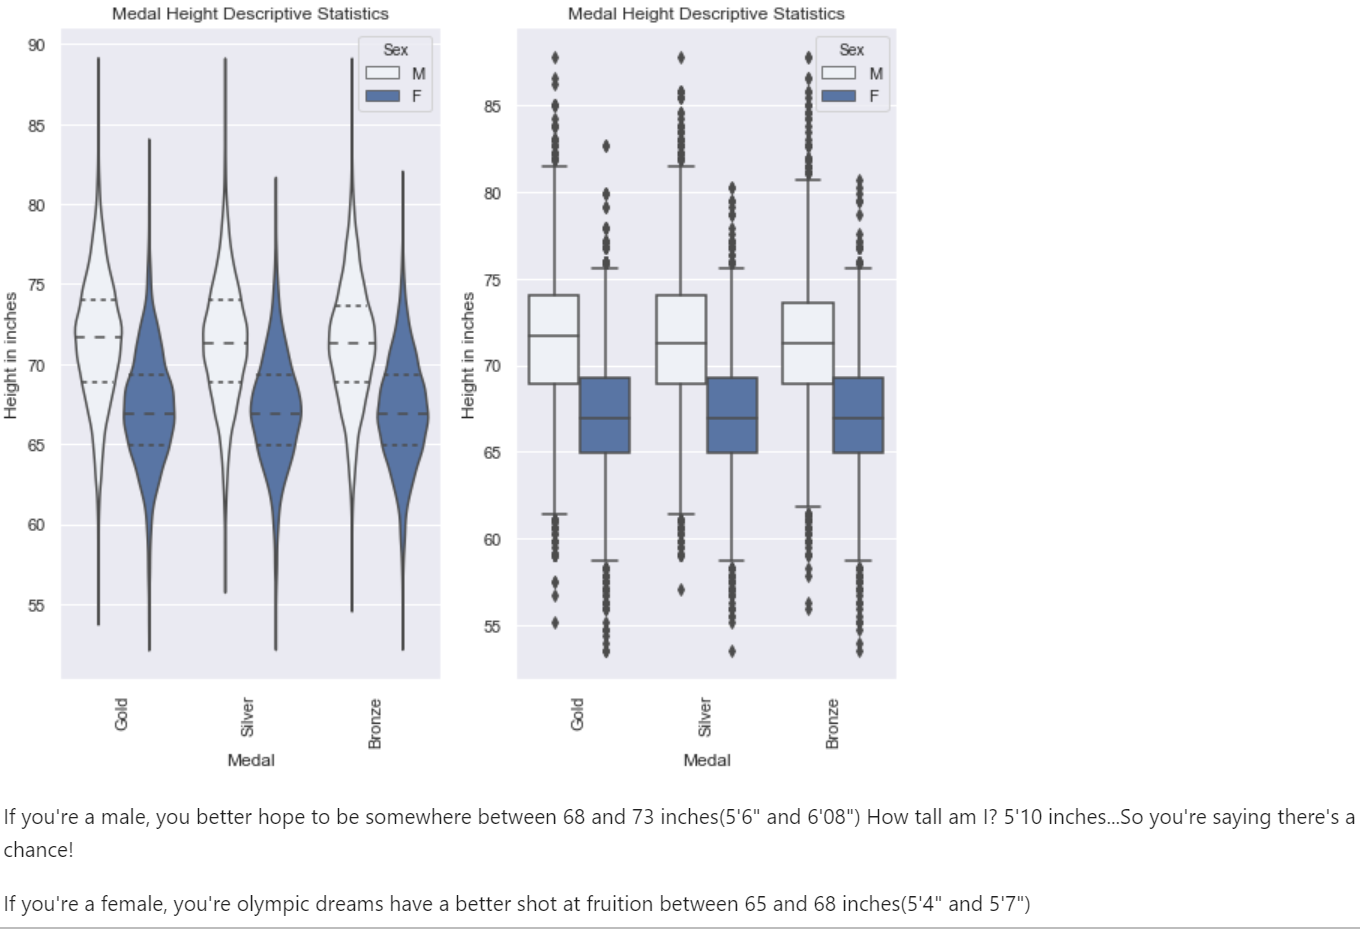 Medal Height Descriptive Statistics
Sex
M
F
90
85
80
75
70
65
60
55
Height in inches
Gold
Silver
Bronze
Medal
Medal Height Descriptive Statistics
Sex
M
F
85
80
75
70
65
60
55
Height in inches
Gold
Silver
Bronze
Medal
If you're a male, you better hope to be somewhere between 68 and 73 inches(5'6" and 6'08") How tall am I? 5'10 inches...So you're saying there's a
chance!
If you're a female, you're olympic dreams have a better shot at fruition between 65 and 68 inches(5'4" and 5'7")